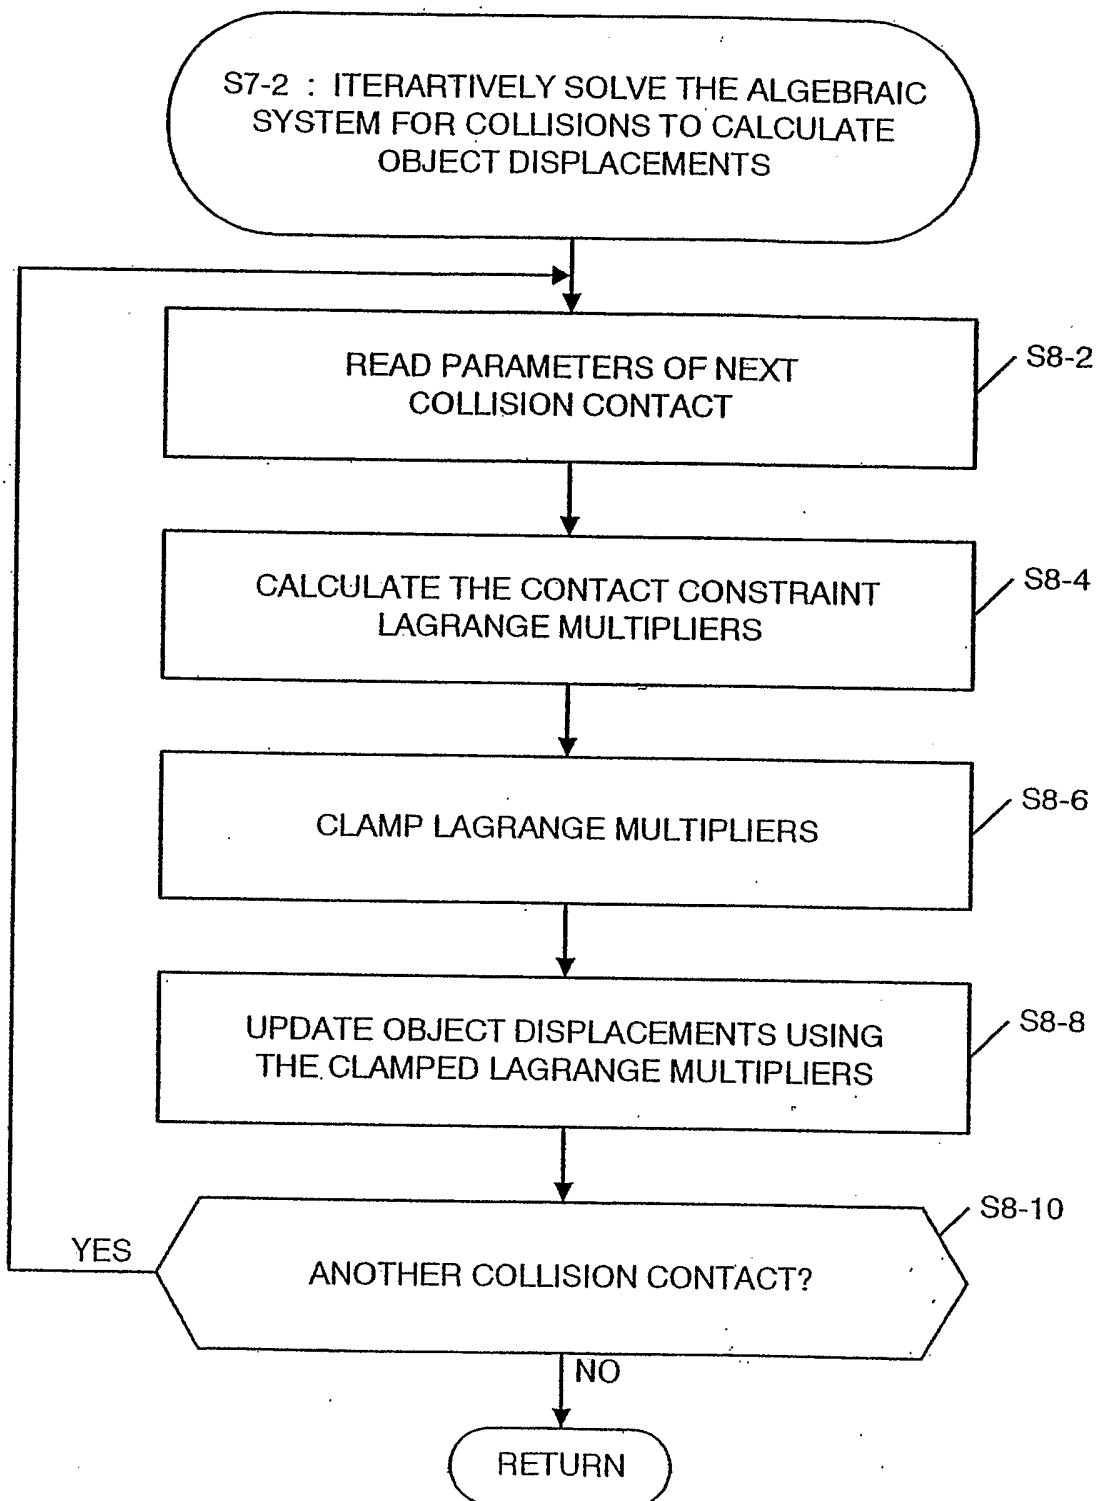 S7-2 : ITERARTIVELY SOLVE THE ALGEBRAIC
SYSTEM FOR COLLISIONS TO CALCULATE
OBJECT DISPLACEMENTS
READ PARAMETERS OF NEXT
COLLISION CONTACT
S8-2
CALCULATE THE CONTACT CONSTRAINT
LAGRANGE MULTIPLIERS
S8-4
CLAMP LAGRANGE MULTIPLIERS
S8-6
UPDATE OBJECT DISPLACEMENTS USING
THE CLAMPED LAGRANGE MULTIPLIERS
S8-8
S8-10
YES
ANOTHER COLLISION CONTACT?
NO
RETURN